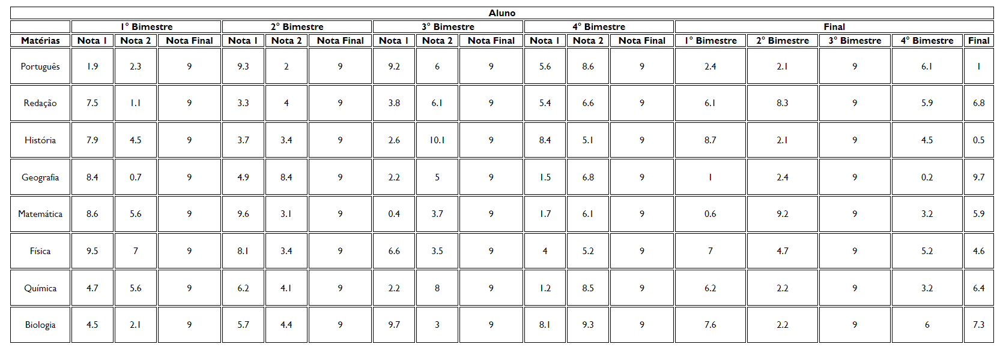 Aluno
1° Bimestre 2° Bimestre 3° Bimestre 4° Bimestre Final
Matérias Nota 1 Nota 2 Nota Final Nota 1 Nota 2 Nota Final Nota 1 Nota 2 Nota Final Nota 1 Nota 2 Nota Final 1° Bimestre 2° Bimestre 3° Bimestre 4° Bimestre Final
Português 1.9 2.3 9 9.3 2 9 9.2 6 9 5.6 8.6 9 2.4 2.1 9 6.1 1
Redação 7.5 1.1 9 3.3 4 9 3.8 6.1 9 5.4 6.6 9 6.1 8.3 9 5.9 6.8
História 7.9 4.5 9 3.7 3.4 9 2.6 10.1 9 8.4 5.1 9 8.7 2.1 9 4.5 0.5
Geografia 8.4 0.7 9 4.9 8.4 9 2.2 5 9 1.5 6.8 9 1 2.4 9 0.2 9.7
Matemática 8.6 5.6 9 9.6 3.1 9 0.4 3.7 9 1.7 6.1 9 0.6 9.2 9 3.2 5.9
Física 9.5 7 9 8.1 3.4 9 6.6 3.5 9 4 5.2 9 7 4.7 9 5.2 4.6
Química 4.7 5.6 9 6.2 4.1 9 2.2 8 9 1.2 8.5 9 6.2 2.2 9 3.2 6.4
Biologia 4.5 2.1 9 5.7 4.4 9 9.7 3 9 8.1 9.3 9 7.6 2.2 9 6 7.3